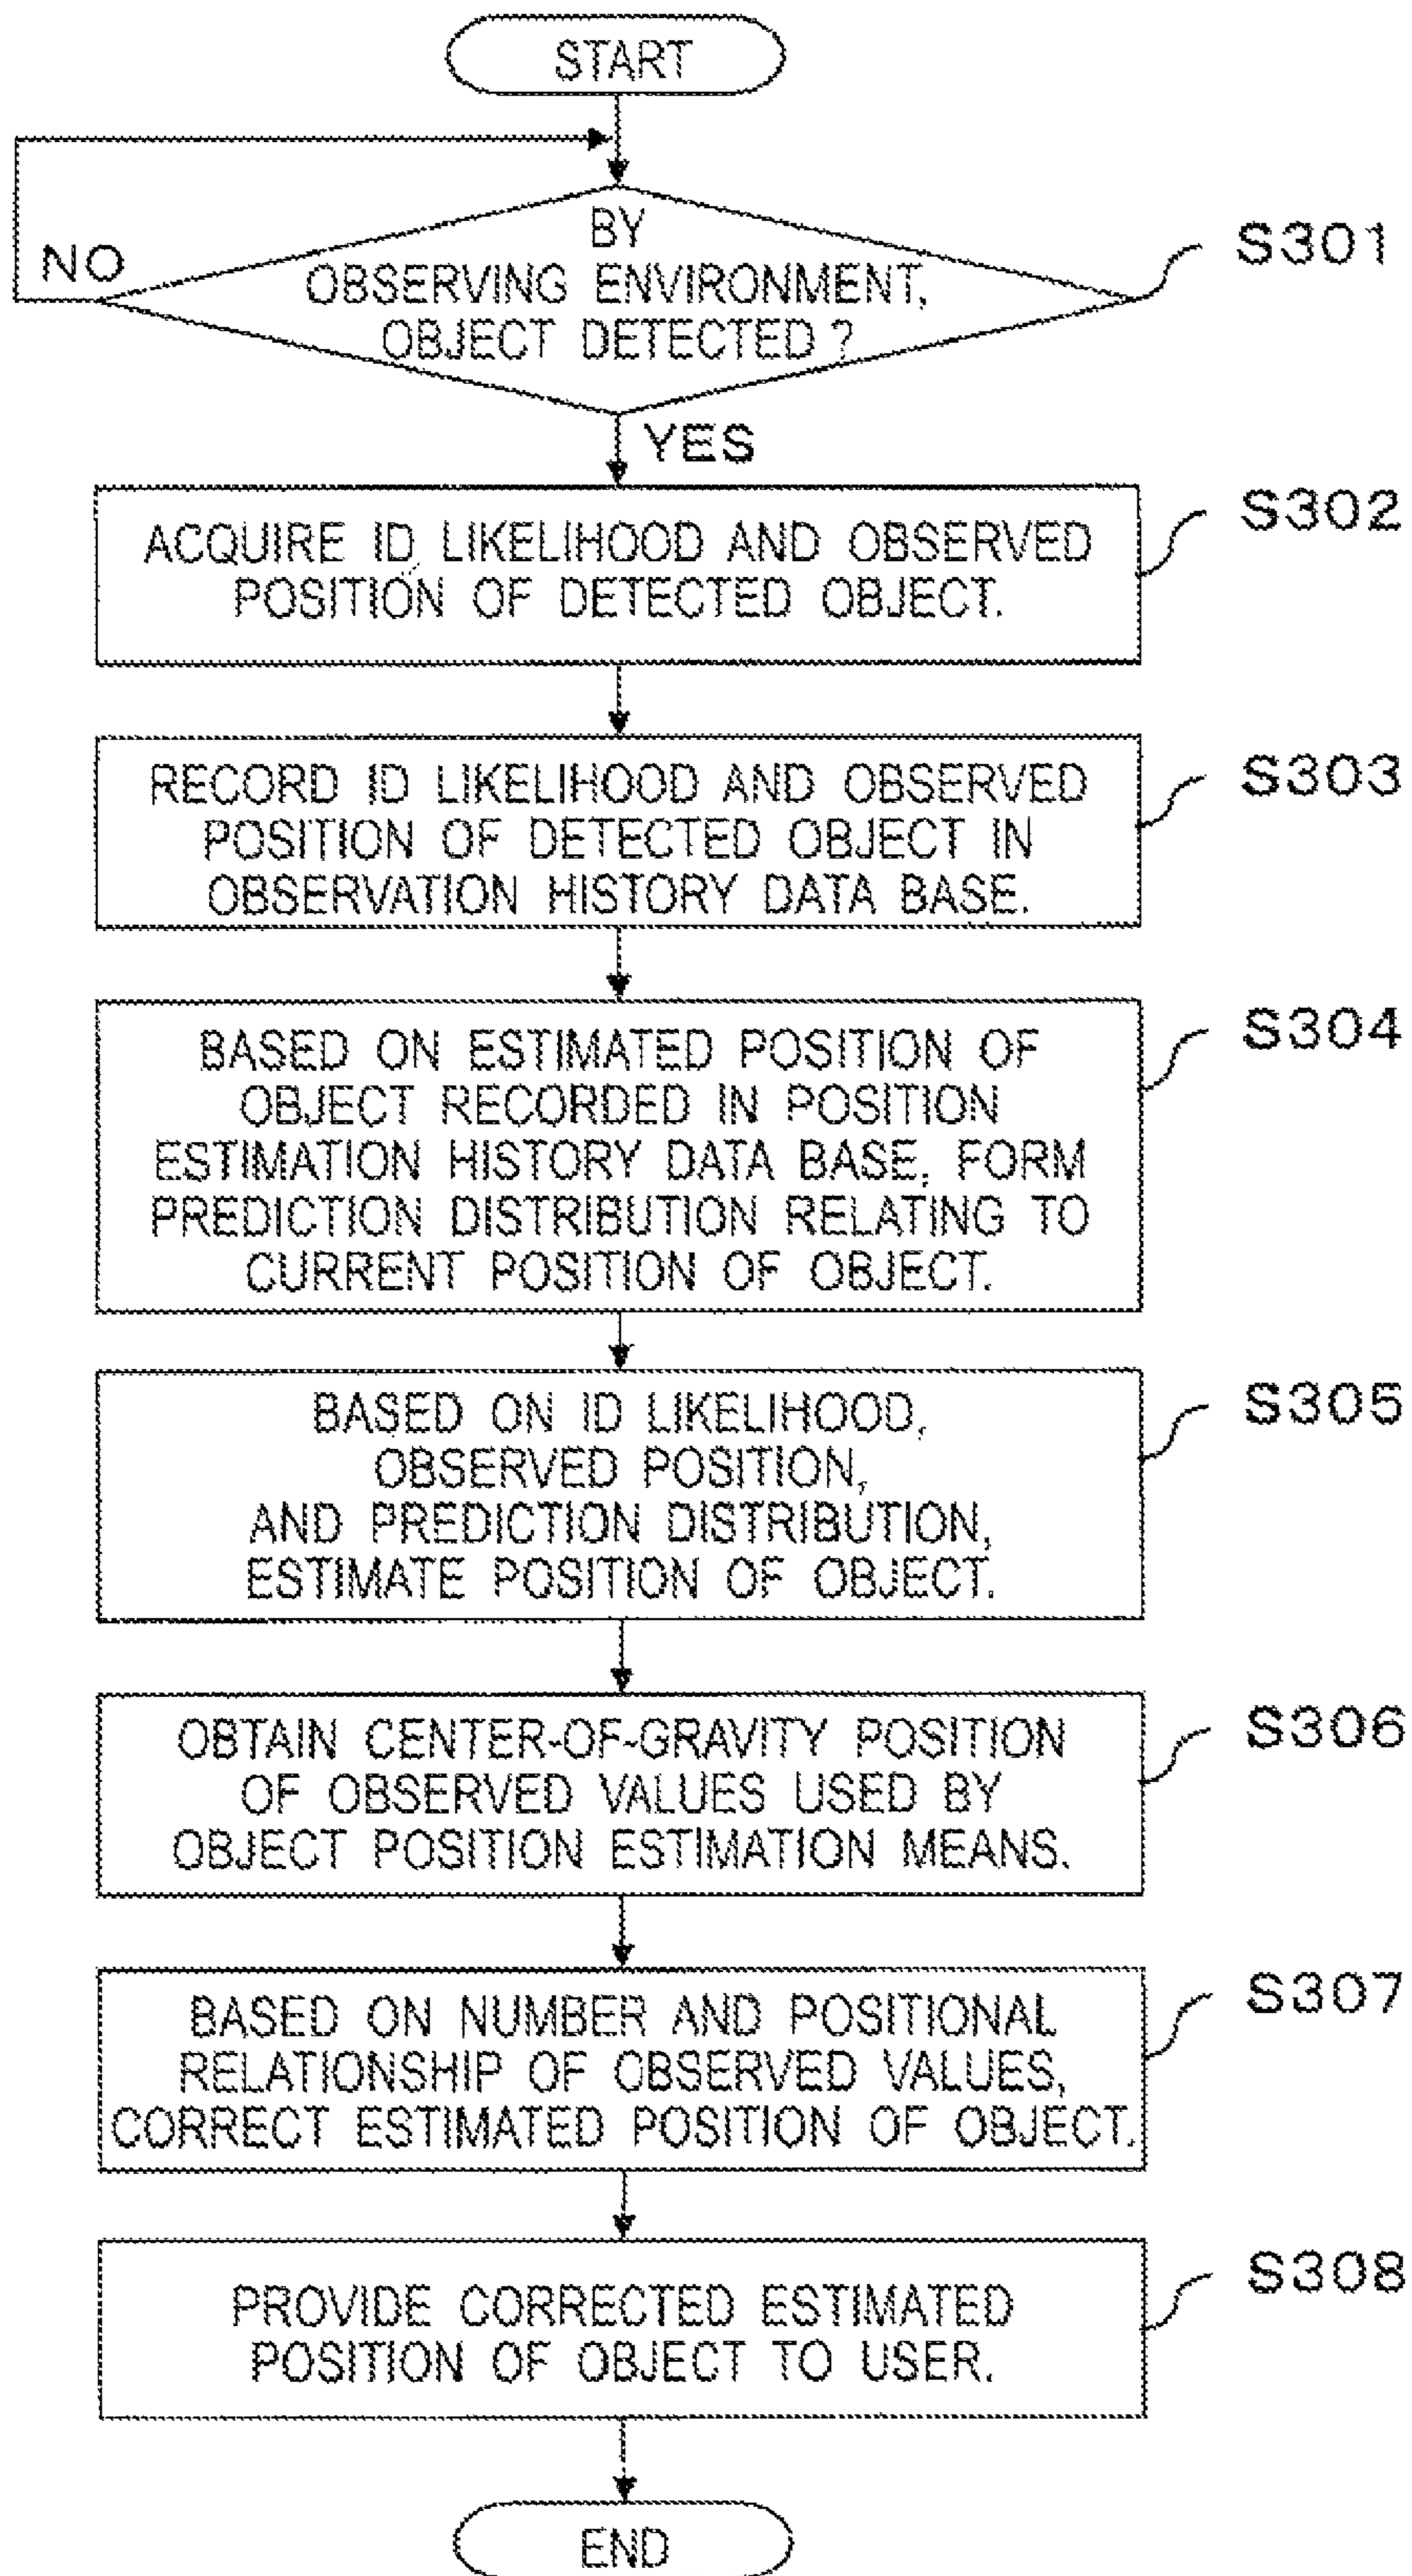 START
NO
BY
OBSERVING ENVIRONMENT,
OBJECT DETECTED ?
S301
YES
ACQUIRE ID LIKELIHOOD AND OBSERVED
POSITION OF DETECTED OBJECT.
S302
RECORD ID LIKELIHOOD AND OBSERVED
POSITION OF DETECTED OBJECT IN
OBSERVATION HISTORY DATA BASE.
S303
BASED ON ESTIMATED POSITION OF
OBJECT RECORDED IN POSITION
ESTIMATION HISTORY DATA BASE, FORM
PREDICTION DISTRIBUTION RELATING TO
CURRENT POSITION OF OBJECT.
S304
BASED ON ID LIKELIHOOD,
OBSERVED POSITION,
AND PREDICTION DISTRIBUTION,
ESTIMATE POSITION OF OBJECT.
S305
OBTAIN CENTER-OF-GRAVITY POSITION
OF OBSERVED VALUES USED BY
OBJECT POSITION ESTIMATION MEANS.
S306
BASED ON NUMBER AND POSITIONAL
RELATIONSHIP OF OBSERVED VALUES,
CORRECT ESTIMATED POSITION OF OBJECT.
S307
PROVIDE CORRECTED ESTIMATED
POSITION OF OBJECT TO USER.
S308
END